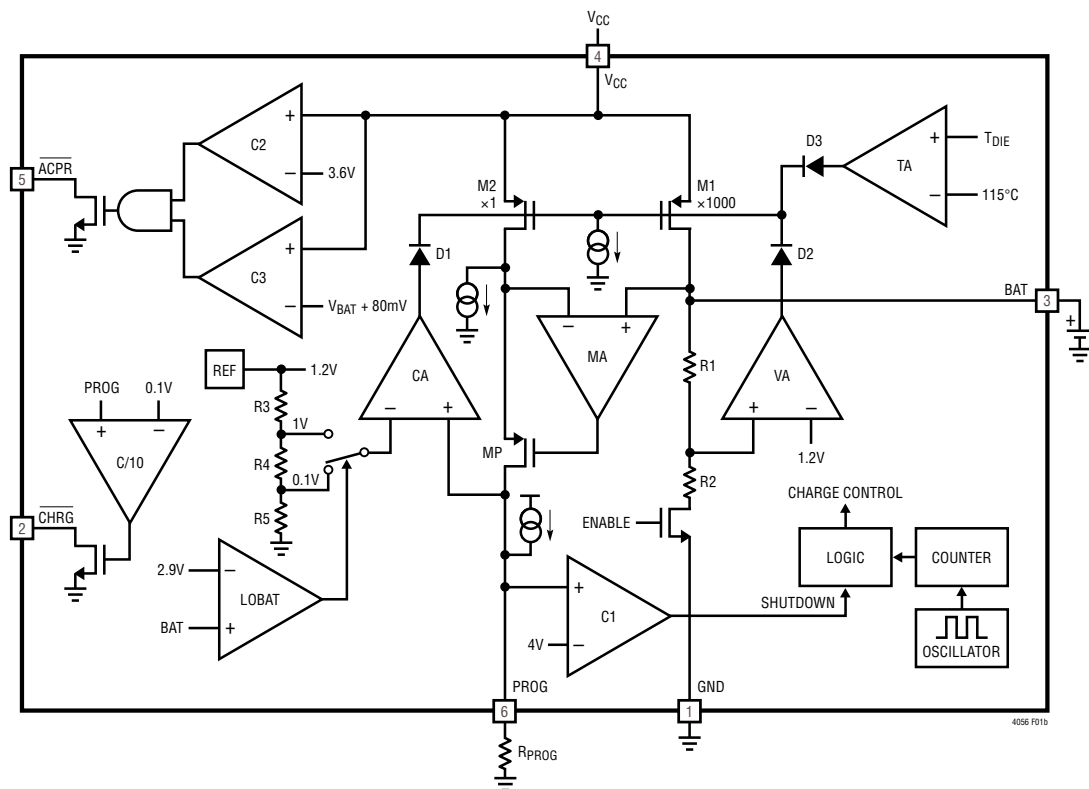 VCC
4
VCC
C2
+
−
3.6V
5
ACPR
C3
+
−
VBAT + 80mV
M2
×1
M1
×1000
D3
TA
+
−
TDIE
115°C
D1
D2
BAT
3
+
MA
−
+
R1
CA
−
+
VA
+
−
1.2V
REF
1.2V
R3
1V
R4
0.1V
R5
PROG
0.1V
+
−
C/10
MP
R2
ENABLE
2
CHRG
2.9V
BAT
−
+
LOBAT
C1
+
−
4V
CHARGE CONTROL
LOGIC
COUNTER
SHUTDOWN
OSCILLATOR
PROG
6
GND
1
RPROG
4056 F01b